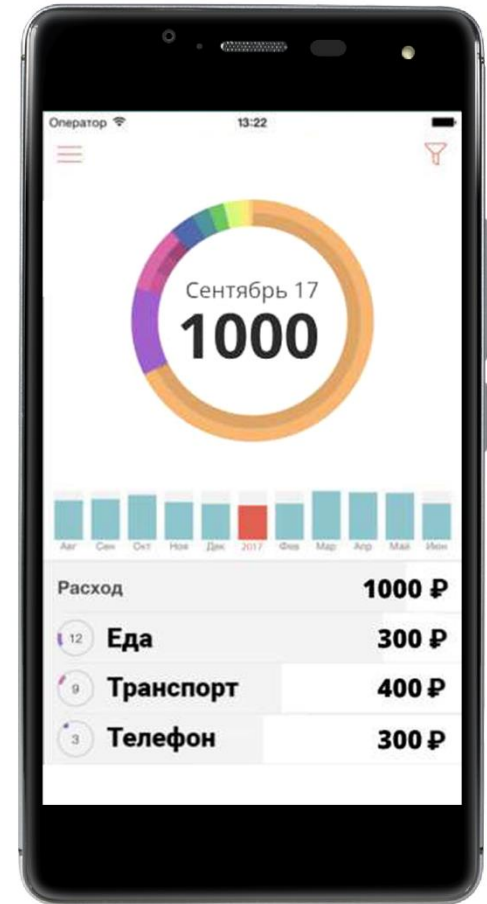 Оператор
13:22
Сентябрь 17
1000
Авг Сен Окт Ноя Дек 2017 Фев Мар Апр Май Июн
Расход 1000 ₽
12 Еда 300 ₽
9 Транспорт 400 ₽
3 Телефон 300 ₽